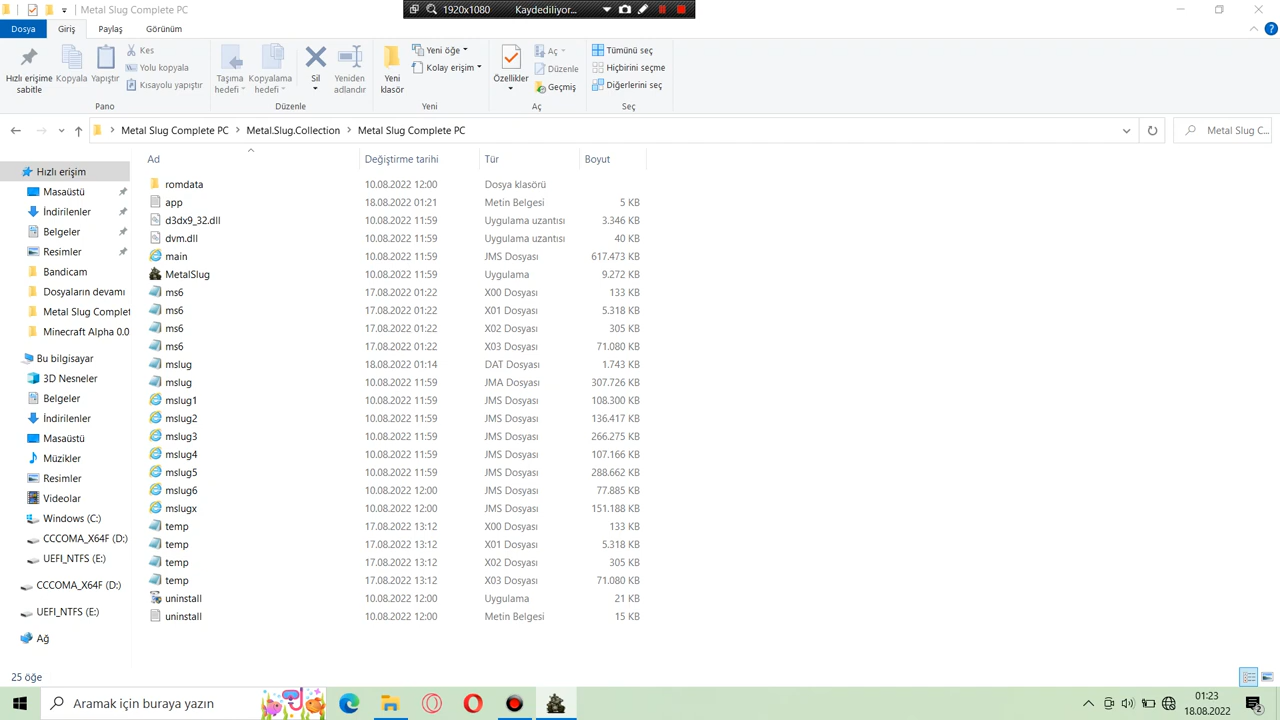 Metal Slug Complete PC
1920x1080 Kaydediliyor...
Dosya Giriş Paylaş Görünüm
Hızlı erişime sabitle
Kopyala
Yapıştır
Kes
Yolu kopyala
Kısayolu yapıştır
Pano
Taşıma hedefi
Kopyalama hedefi
Sil
Yeniden adlandır
Düzenle
Yeni klasör
Yeni öğe
Kolay erişim
Yeni
Özellikler
Aç
Düzenle
Geçmiş
Aç
Tümünü seç
Hiçbirini seçme
Diğerlerini seç
Seç
Metal Slug Complete PC > Metal.Slug.Collection > Metal Slug Complete PC
Metal Slug C...
Ad Değiştirme tarihi Tür Boyut
Hızlı erişim
Masaüstü
İndirilenler
Belgeler
Resimler
Bandicam
Dosyaların devamı
Metal Slug Complet
Minecraft Alpha 0.0
Bu bilgisayar
3D Nesneler
Belgeler
İndirilenler
Masaüstü
Müzikler
Resimler
Videolar
Windows (C:)
CCCOMA_X64F (D:)
UEFI_NTFS (E:)
CCCOMA_X64F (D:)
UEFI_NTFS (E:)
Ağ
romdata 10.08.2022 12:00 Dosya klasörü
app 18.08.2022 01:21 Metin Belgesi 5 KB
d3dx9_32.dll 10.08.2022 11:59 Uygulama uzantısı 3.346 KB
dvm.dll 10.08.2022 11:59 Uygulama uzantısı 40 KB
main 10.08.2022 11:59 JMS Dosyası 617.473 KB
MetalSlug 10.08.2022 11:59 Uygulama 9.272 KB
ms6 17.08.2022 01:22 X00 Dosyası 133 KB
ms6 17.08.2022 01:22 X01 Dosyası 5.318 KB
ms6 17.08.2022 01:22 X02 Dosyası 305 KB
ms6 17.08.2022 01:22 X03 Dosyası 71.080 KB
mslug 18.08.2022 01:14 DAT Dosyası 1.743 KB
mslug 10.08.2022 11:59 JMA Dosyası 307.726 KB
mslug1 10.08.2022 11:59 JMS Dosyası 108.300 KB
mslug2 10.08.2022 11:59 JMS Dosyası 136.417 KB
mslug3 10.08.2022 11:59 JMS Dosyası 266.275 KB
mslug4 10.08.2022 11:59 JMS Dosyası 107.166 KB
mslug5 10.08.2022 11:59 JMS Dosyası 288.662 KB
mslug6 10.08.2022 12:00 JMS Dosyası 77.885 KB
mslugx 10.08.2022 12:00 JMS Dosyası 151.188 KB
temp 17.08.2022 13:12 X00 Dosyası 133 KB
temp 17.08.2022 13:12 X01 Dosyası 5.318 KB
temp 17.08.2022 13:12 X02 Dosyası 305 KB
temp 17.08.2022 13:12 X03 Dosyası 71.080 KB
uninstall 10.08.2022 12:00 Uygulama 21 KB
uninstall 10.08.2022 12:00 Metin Belgesi 15 KB
25 öğe
Aramak için buraya yazın
01:23
18.08.2022
2